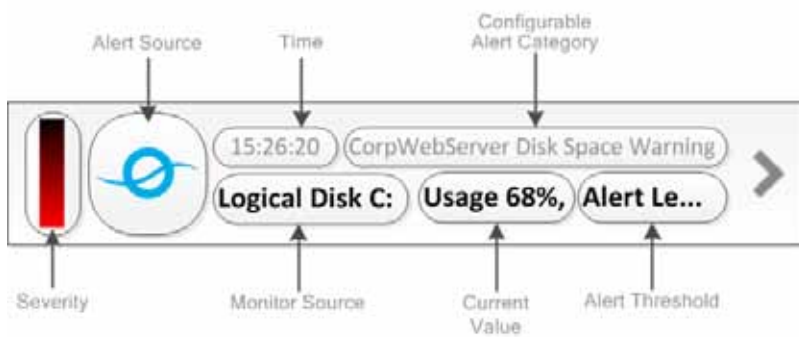 Alert Source
Time
Configurable
Alert Category
15:26:20
CorpWebServer Disk Space Warning
Logical Disk C:
Usage 68%,
Alert Le...
Severity
Monitor Source
Current
Value
Alert Threshold